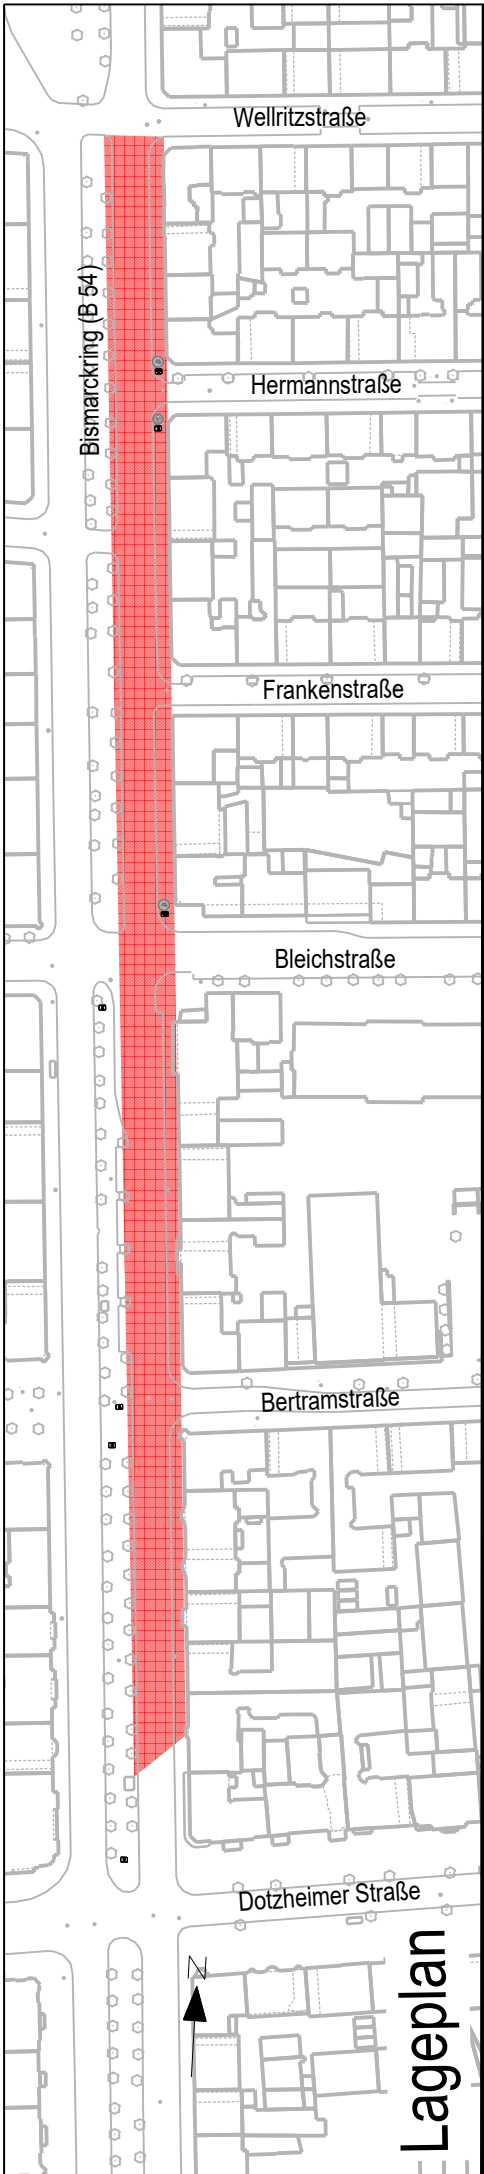 Wellritzstraße
Bismarckring (B 54)
Hermannstraße
Frankenstraße
Bleichstraße
Bertramstraße
Dotzheimer Straße
N
Lageplan